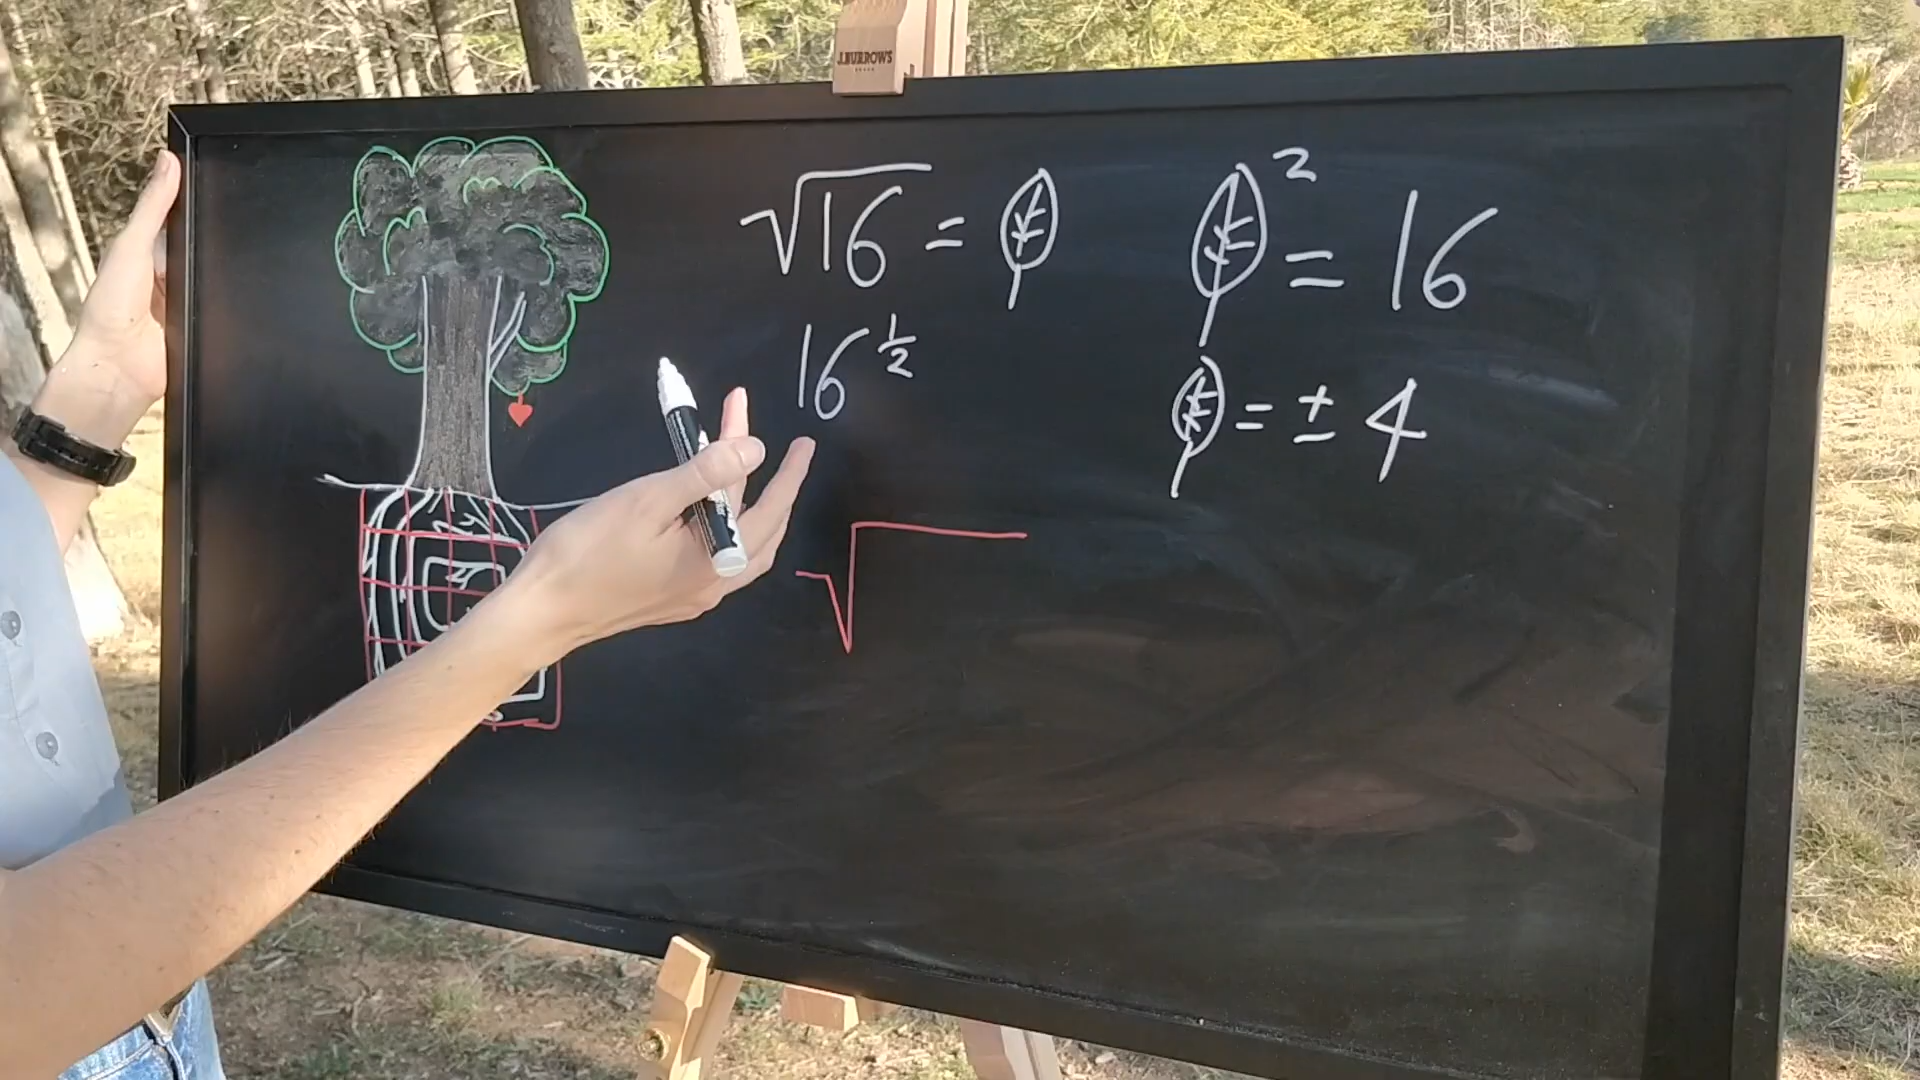 J.BURROWS
√16 = 🍃
🍃² = 16
16^½
🍃 = ± 4
√